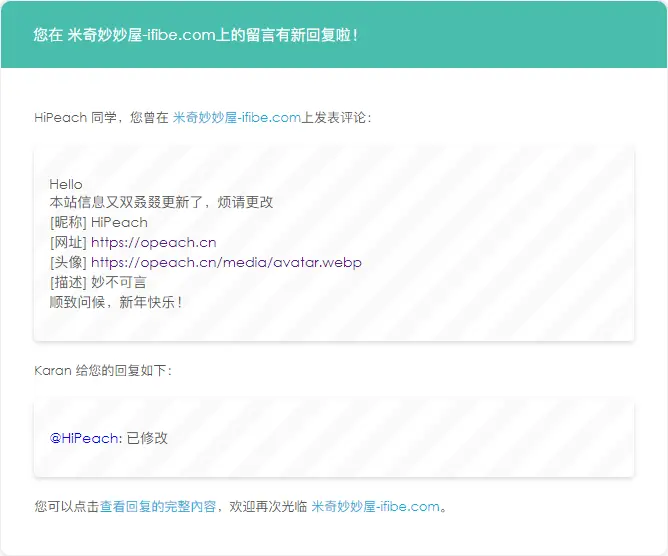 您在 米奇妙妙屋-ifibe.com上的留言有新回复啦！
HiPeach 同学，您曾在 米奇妙妙屋-ifibe.com上发表评论：
Hello
本站信息又双叒叕更新了，烦请更改
[昵称] HiPeach
[网址] https://opeach.cn
[头像] https://opeach.cn/media/avatar.webp
[描述] 妙不可言
顺致问候，新年快乐！
Karan 给您的回复如下：
@HiPeach: 已修改
您可以点击查看回复的完整內容，欢迎再次光临 米奇妙妙屋-ifibe.com。